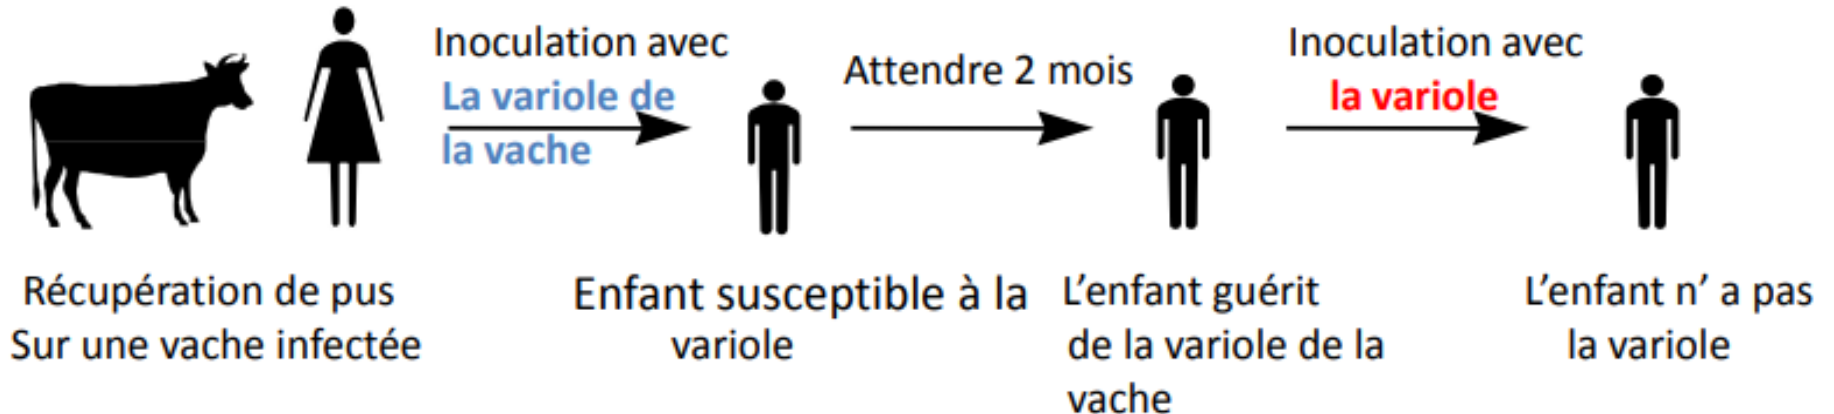 Inoculation avec
La variole de
la vache
Attendre 2 mois
Inoculation avec
la variole
Récupération de pus
Sur une vache infectée
Enfant susceptible à la
variole
L'enfant guérit
de la variole de la
vache
L'enfant n' a pas
la variole